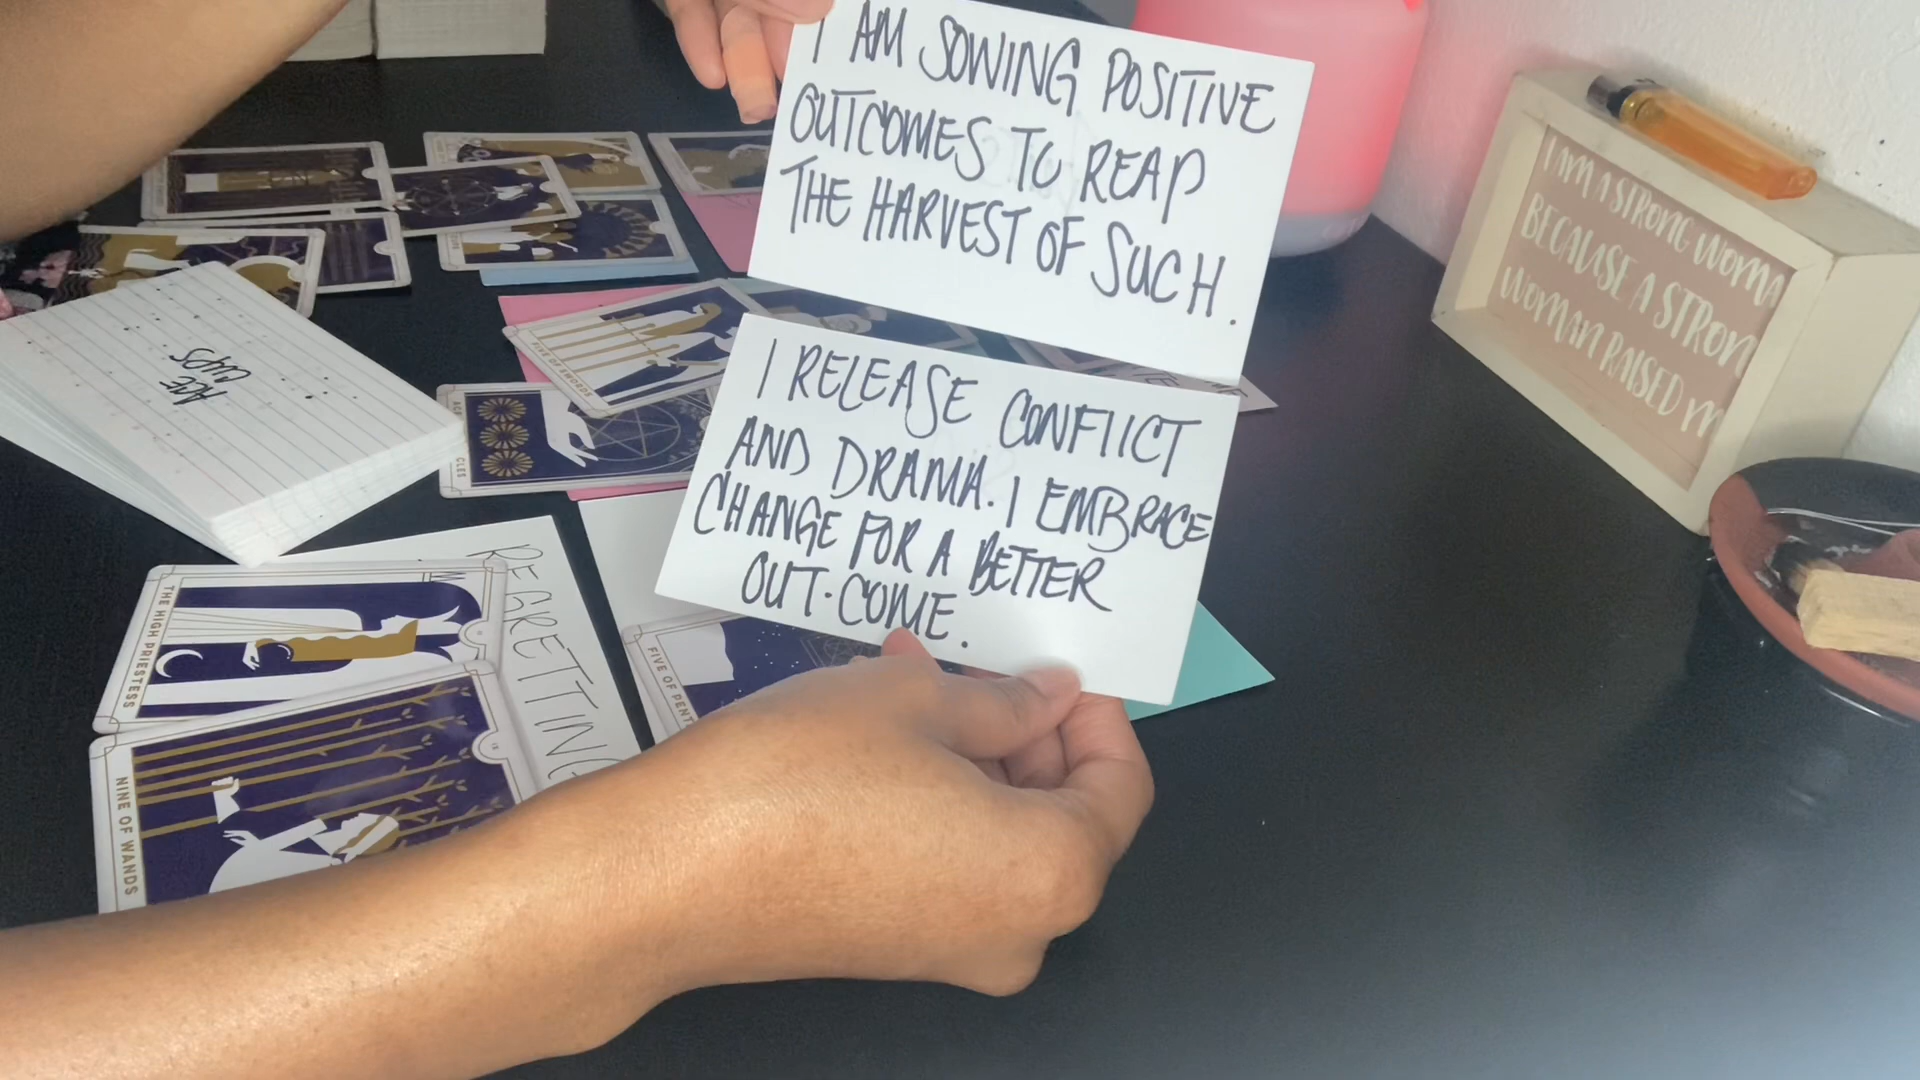 I AM SOWING POSITIVE
OUTCOMES TO REAP
THE HARVEST OF SUCH.
I RELEASE CONFLICT
AND DRAMA. I EMBRACE
CHANGE FOR A BETTER
OUT-COME.
I AM A STRONG WOMA
BECAUSE A STRON
WOMAN RAISED M
ACE
CUPS
FIVE OF SWORDS
AC
CLES
REGRETTING
THE HIGH PRIESTESS
FIVE OF PENT
NINE OF WANDS